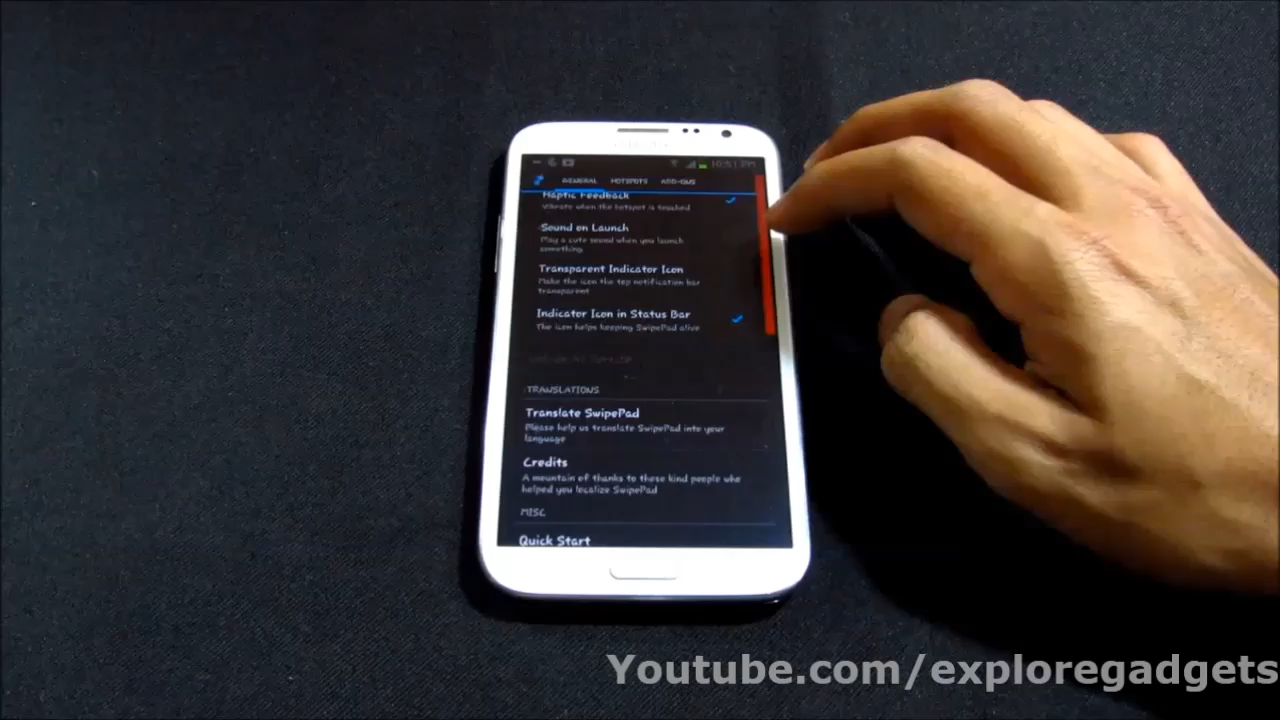 GENERAL HOTSPOTS ADD-ONS
Haptic Feedback
Vibrate when the hotspot is touched
Sound on Launch
Play a cute sound when you launch
something
Transparent Indicator Icon
Make the icon the top notification bar
transparent
Indicator Icon in Status Bar
The icon helps keeping SwipePad alive
TRANSLATIONS
Translate SwipePad
Please help us translate SwipePad into your
language
Credits
A mountain of thanks to these kind people who
helped you localize SwipePad
MISC
Quick Start
Youtube.com/exploregadgets